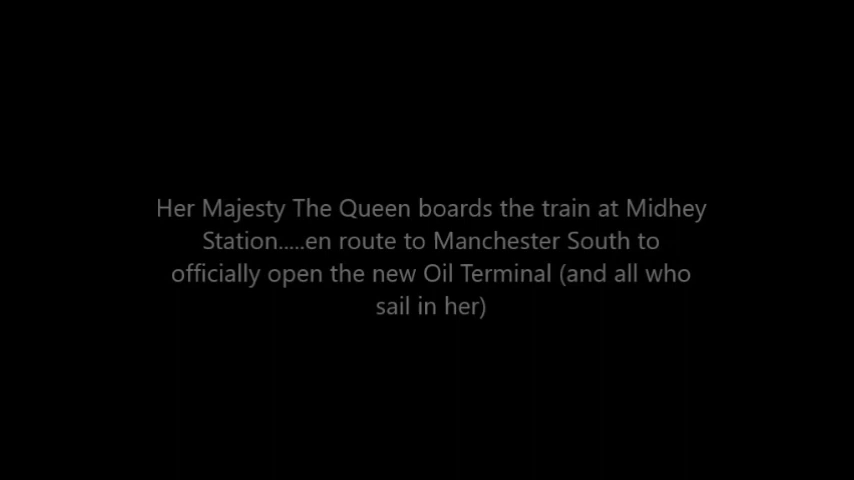 Her Majesty The Queen boards the train at Midhey
Station.....en route to Manchester South to
officially open the new Oil Terminal (and all who
sail in her)